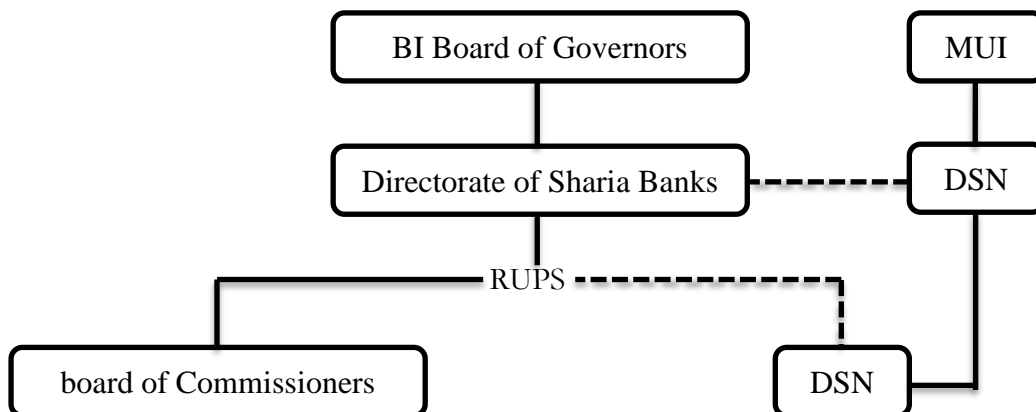 BI Board of Governors
MUI
Directorate of Sharia Banks
DSN
RUPS
board of Commissioners
DSN